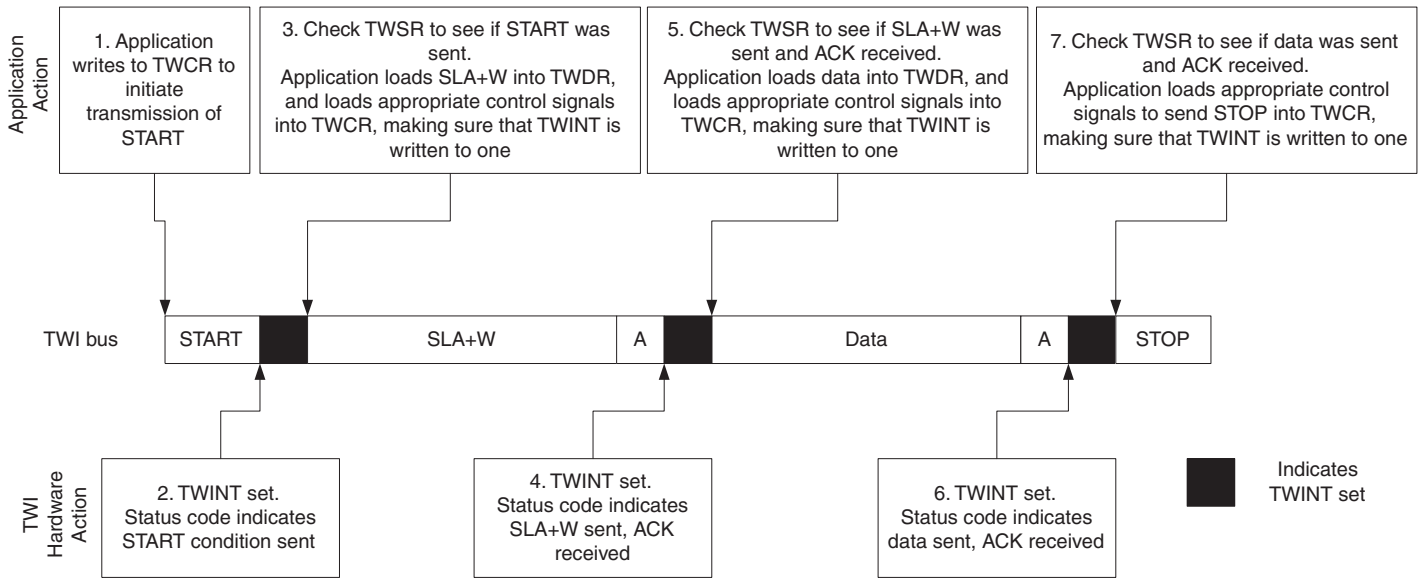 Application
Action
1. Application
writes to TWCR to
initiate
transmission of
START
3. Check TWSR to see if START was
sent.
Application loads SLA+W into TWDR,
and loads appropriate control signals
into TWCR, making sure that TWINT is
written to one
5. Check TWSR to see if SLA+W was
sent and ACK received.
Application loads data into TWDR, and
loads appropriate control signals into
TWCR, making sure that TWINT is
written to one
7. Check TWSR to see if data was sent
and ACK received.
Application loads appropriate control
signals to send STOP into TWCR,
making sure that TWINT is written to one
TWI bus
START
SLA+W
A
Data
A
STOP
TWI
Hardware
Action
2. TWINT set.
Status code indicates
START condition sent
4. TWINT set.
Status code indicates
SLA+W sent, ACK
received
6. TWINT set.
Status code indicates
data sent, ACK received
Indicates
TWINT set